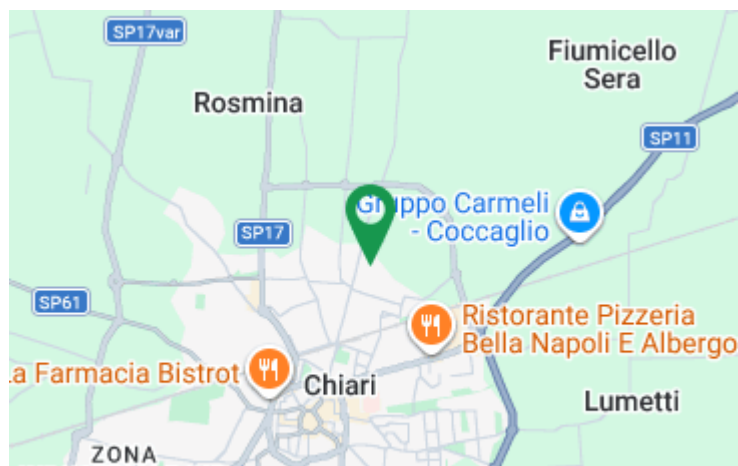 SP17var
Fiumicello
Sera
Rosmina
SP11
Gruppo Carmeli
- Coccaglio
SP17
SP61
Ristorante Pizzeria
Bella Napoli E Albergo
a Farmacia Bistrot
Chiari
Lumetti
ZONA